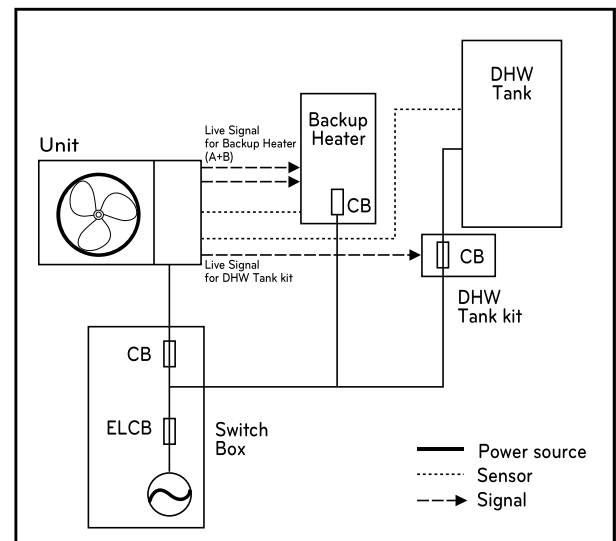 DHW
Tank
Backup
Heater
Live Signal
for Backup Heater
(A+B)
Unit
CB
CB
Live Signal
for DHW Tank kit
DHW
Tank kit
CB
ELCB
Switch
Box
Power source
Sensor
Signal